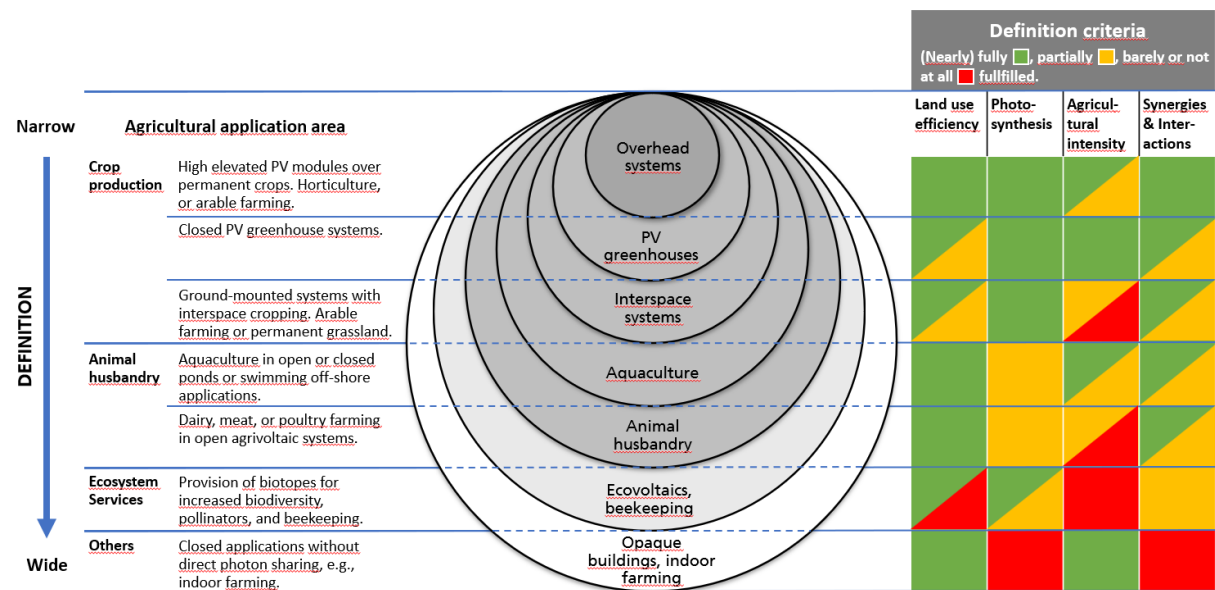 Definition criteria
(Nearly) fully , partially , barely or not
at all fullfilled.
Land use
efficiency
Photo-
synthesis
Agricul-
tural
intensity
Synergies
& Inter-
actions
Narrow
Agricultural application area
DEFINITION
Wide
Crop
production
High elevated PV modules over
permanent crops. Horticulture,
or arable farming.
Closed PV greenhouse systems.
Ground-mounted systems with
interspace cropping. Arable
farming or permanent grassland.
Animal
husbandry
Aquaculture in open or closed
ponds or swimming off-shore
applications.
Dairy, meat, or poultry farming
in open agrivoltaic systems.
Ecosystem
Services
Provision of biotopes for
increased biodiversity,
pollinators, and beekeeping.
Others
Closed applications without
direct photon sharing, e.g.,
indoor farming.
Overhead
systems
PV
greenhouses
Interspace
systems
Aquaculture
Animal
husbandry
Ecovoltaics,
beekeeping
Opaque
buildings, indoor
farming